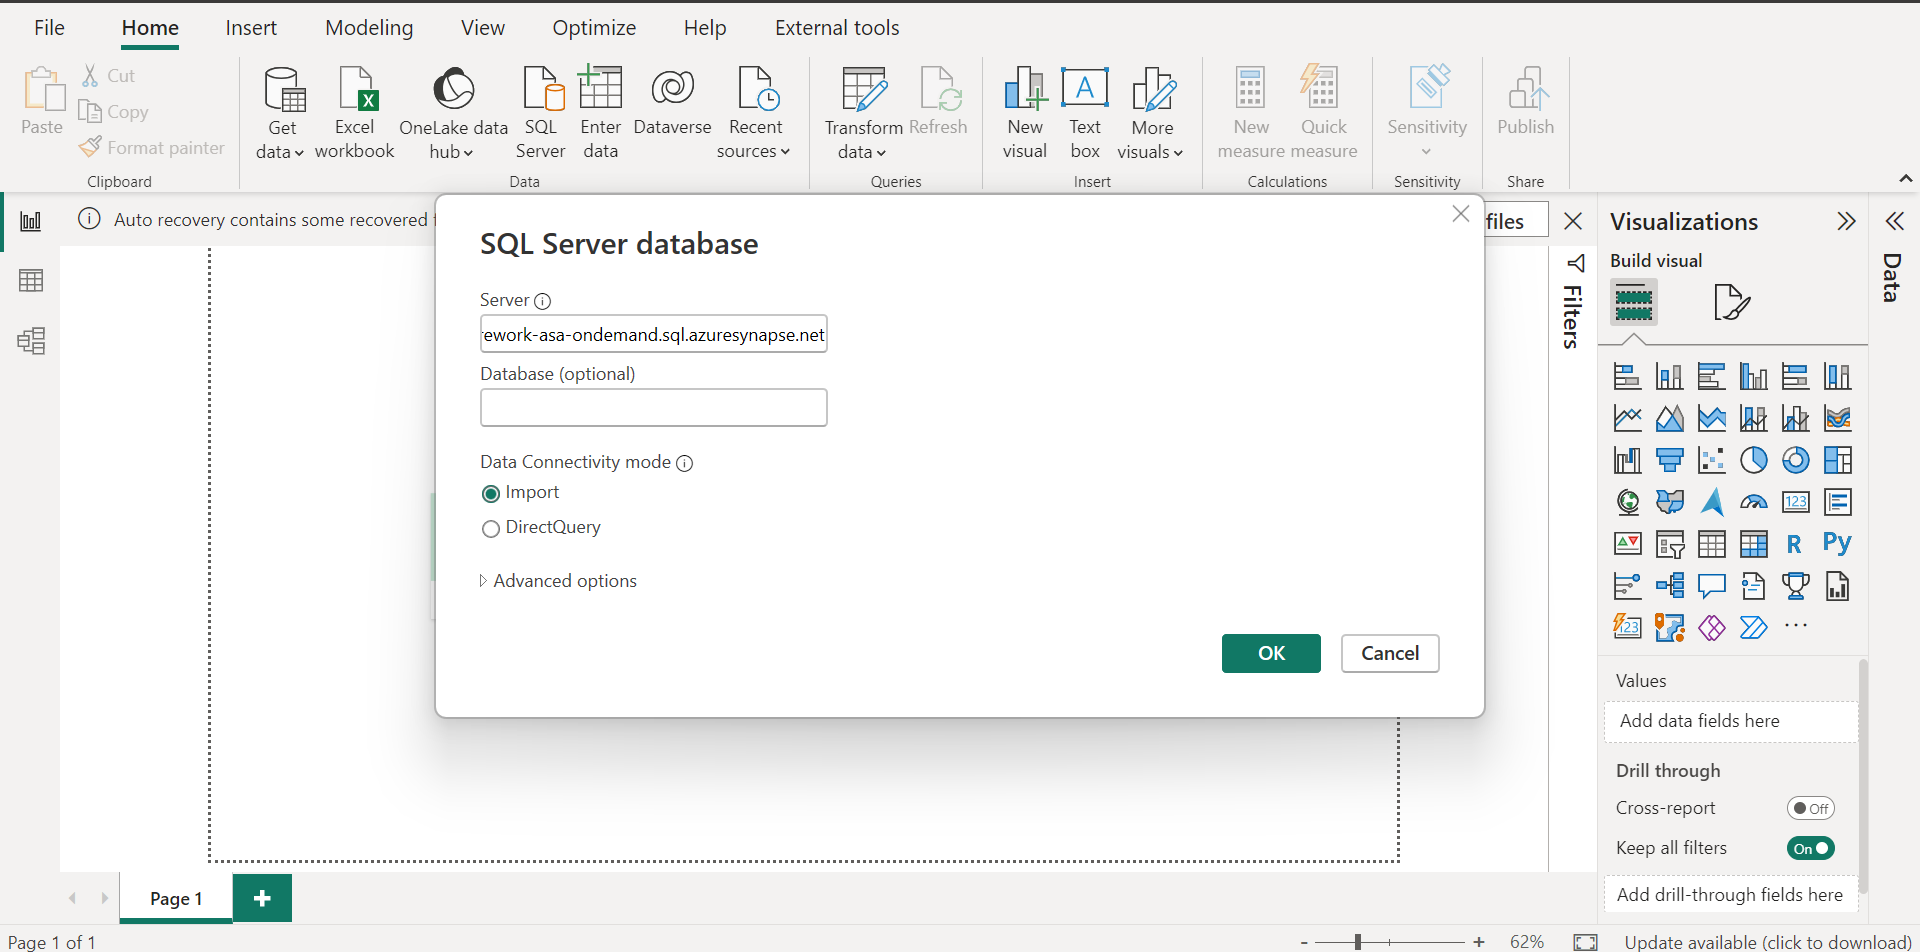 File Home Insert Modeling View Optimize Help External tools
Paste
Cut
Copy
Format painter
Clipboard
Get data
Excel workbook
OneLake data hub
SQL Server
Enter data
Dataverse
Recent sources
Data
Transform data
Refresh
Queries
New visual
Text box
More visuals
Insert
New measure
Quick measure
Calculations
Sensitivity
Sensitivity
Publish
Share
Auto recovery contains some recovered
files
SQL Server database
Server
ework-asa-ondemand.sql.azuresynapse.net
Database (optional)
Data Connectivity mode
Import
DirectQuery
Advanced options
OK
Cancel
Filters
Visualizations
Build visual
123
R
Py
123
...
Values
Add data fields here
Drill through
Cross-report
Off
Keep all filters
On
Add drill-through fields here
Data
Page 1
+
Page 1 of 1
- + 62%
Update available (click to download)